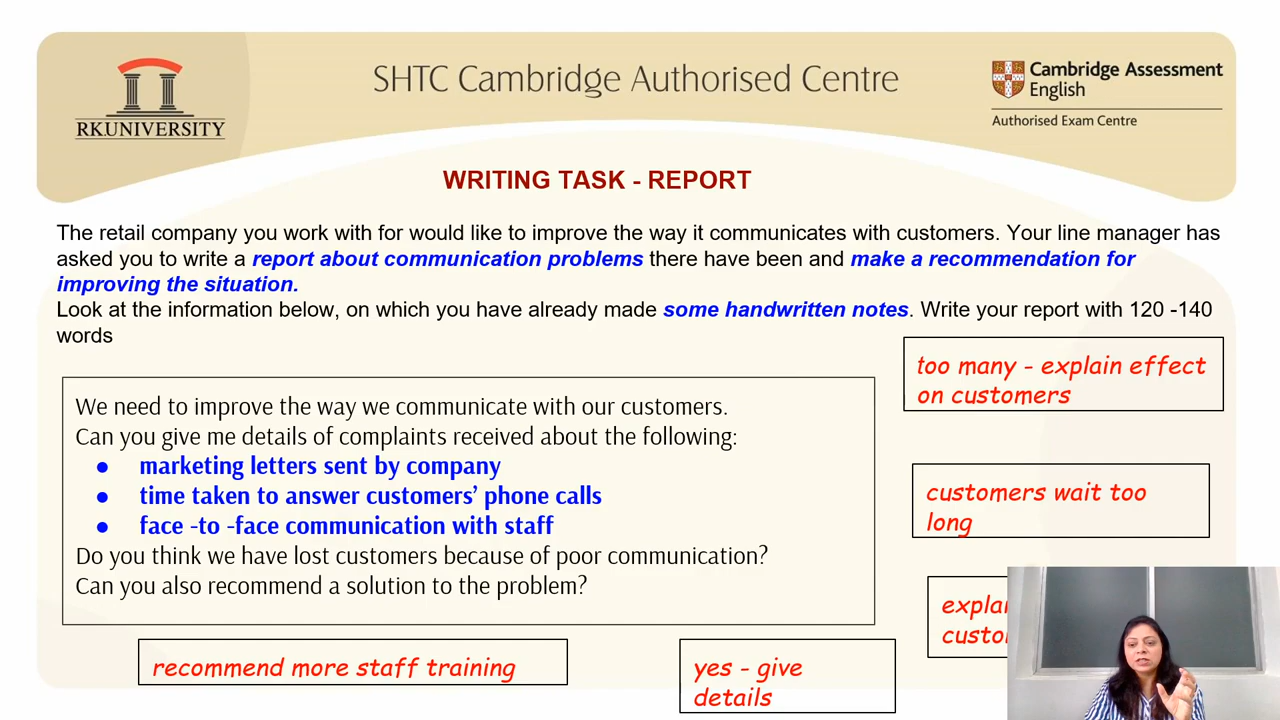 RKUNIVERSITY
SHTC Cambridge Authorised Centre
Cambridge Assessment
English
Authorised Exam Centre
WRITING TASK - REPORT
The retail company you work with for would like to improve the way it communicates with customers. Your line manager has
asked you to write a report about communication problems there have been and make a recommendation for
improving the situation.
Look at the information below, on which you have already made some handwritten notes. Write your report with 120 -140
words
too many - explain effect
on customers
We need to improve the way we communicate with our customers.
Can you give me details of complaints received about the following:
● marketing letters sent by company
● time taken to answer customers’ phone calls
● face -to -face communication with staff
Do you think we have lost customers because of poor communication?
Can you also recommend a solution to the problem?
customers wait too
long
recommend more staff training
yes - give
details